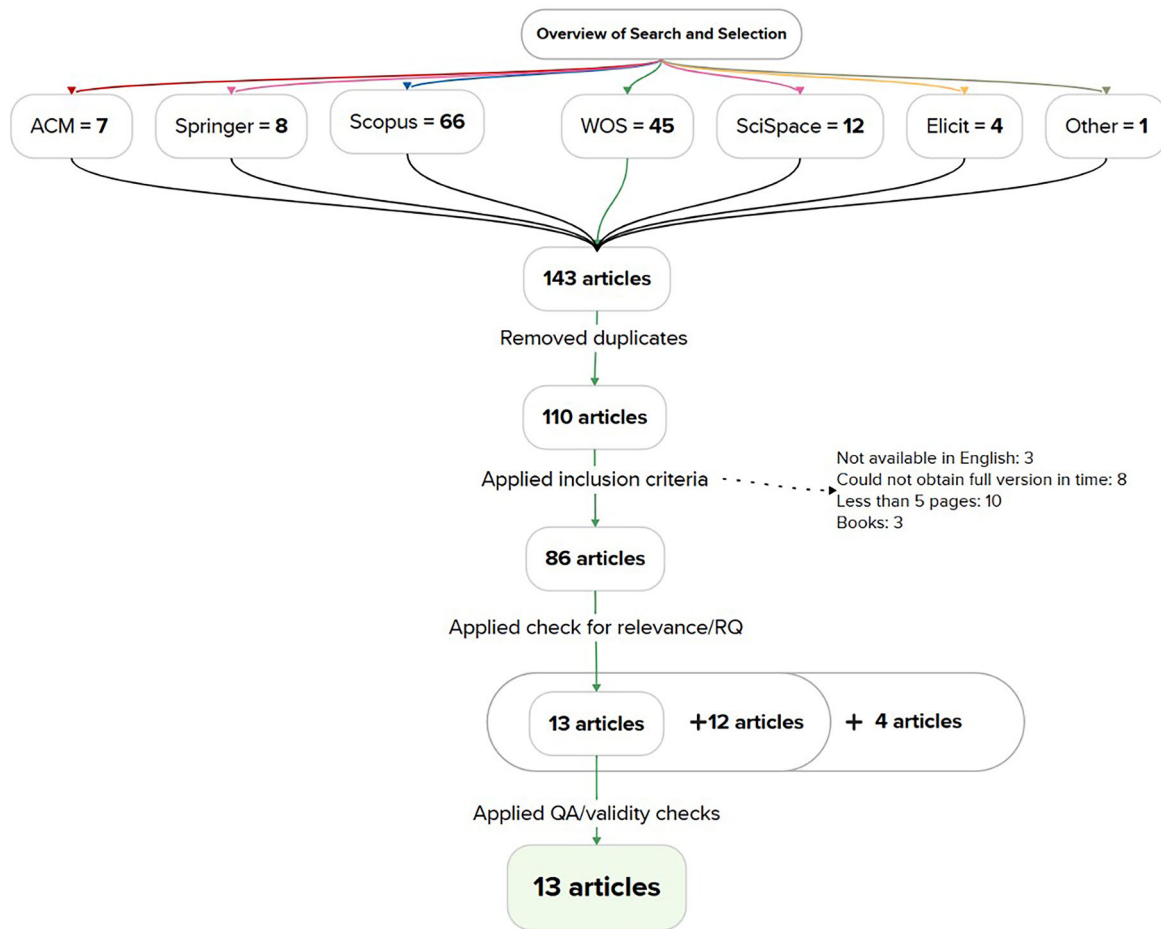 Overview of Search and Selection
ACM = 7
Springer = 8
Scopus = 66
WOS = 45
SciSpace = 12
Elicit = 4
Other = 1
143 articles
Removed duplicates
110 articles
Applied inclusion criteria
Not available in English: 3
Could not obtain full version in time: 8
Less than 5 pages: 10
Books: 3
86 articles
Applied check for relevance/RQ
13 articles +12 articles + 4 articles
Applied QA/validity checks
13 articles